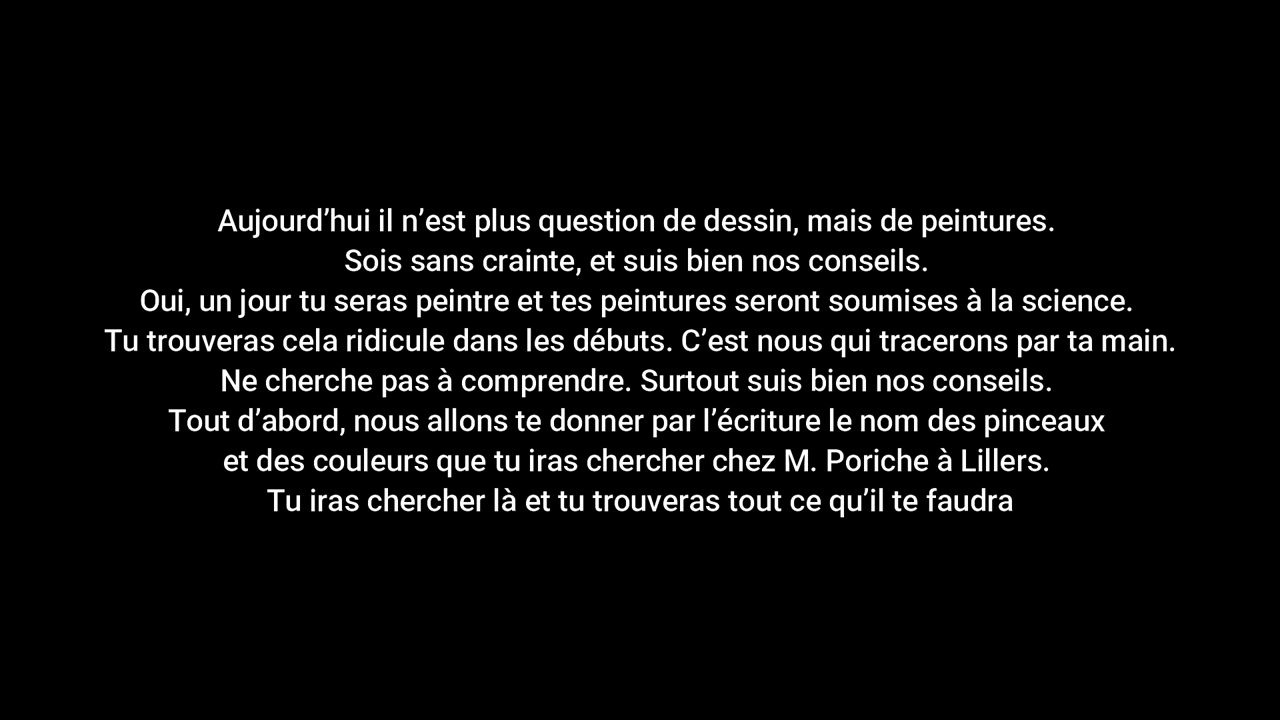 Aujourd’hui il n’est plus question de dessin, mais de peintures.
Sois sans crainte, et suis bien nos conseils.
Oui, un jour tu seras peintre et tes peintures seront soumises à la science.
Tu trouveras cela ridicule dans les débuts. C’est nous qui tracerons par ta main.
Ne cherche pas à comprendre. Surtout suis bien nos conseils.
Tout d’abord, nous allons te donner par l’écriture le nom des pinceaux
et des couleurs que tu iras chercher chez M. Poriche à Lillers.
Tu iras chercher là et tu trouveras tout ce qu’il te faudra